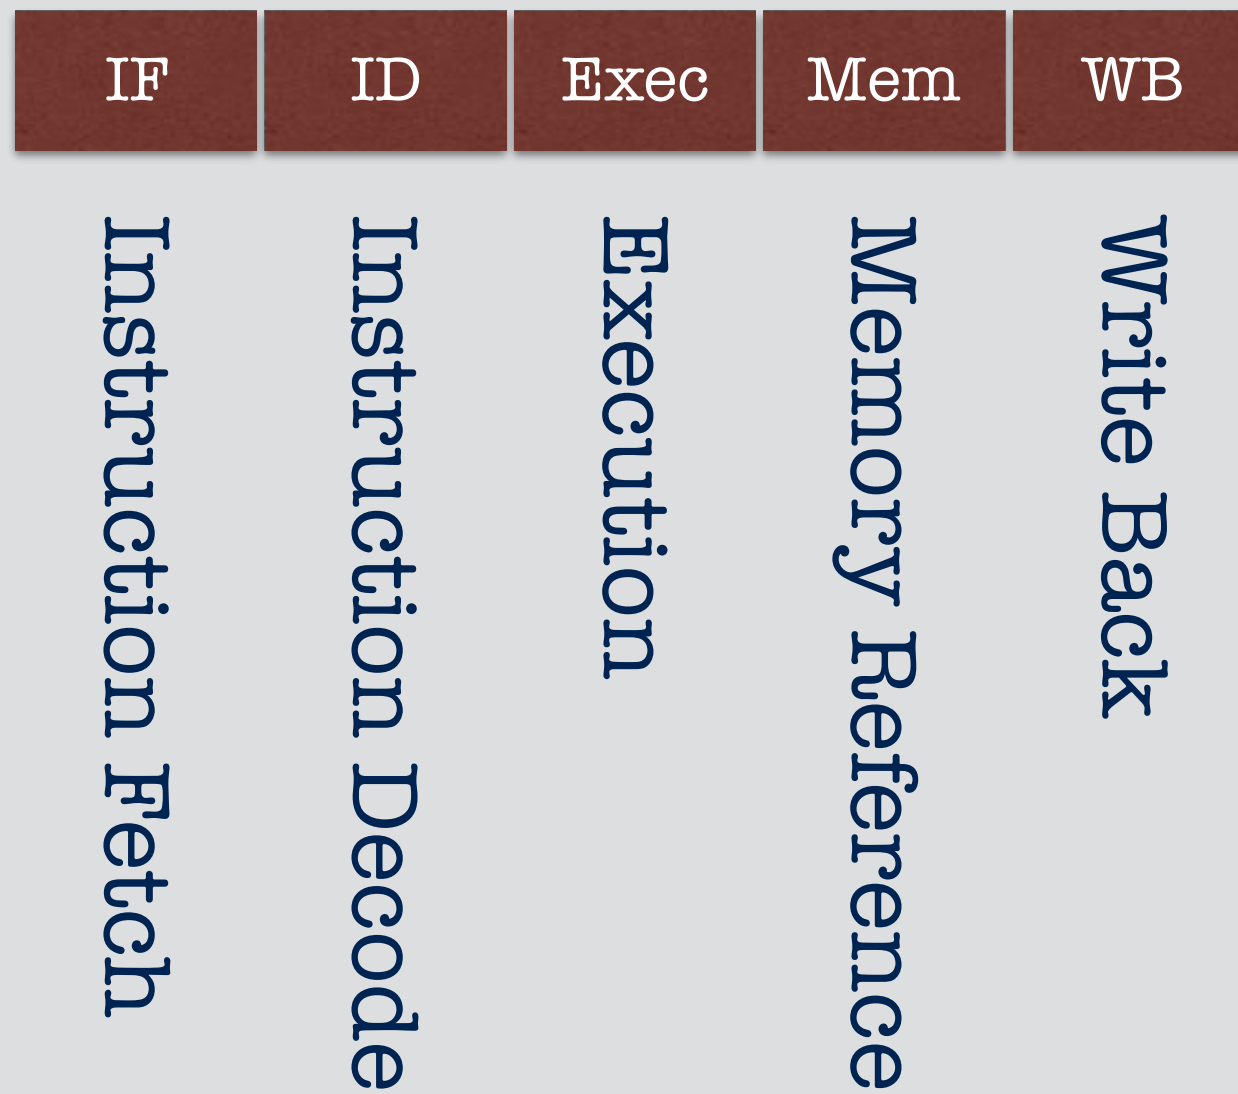 IF
ID
Exec
Mem
WB
Instruction Fetch
Instruction Decode
Execution
Memory Reference
Write Back